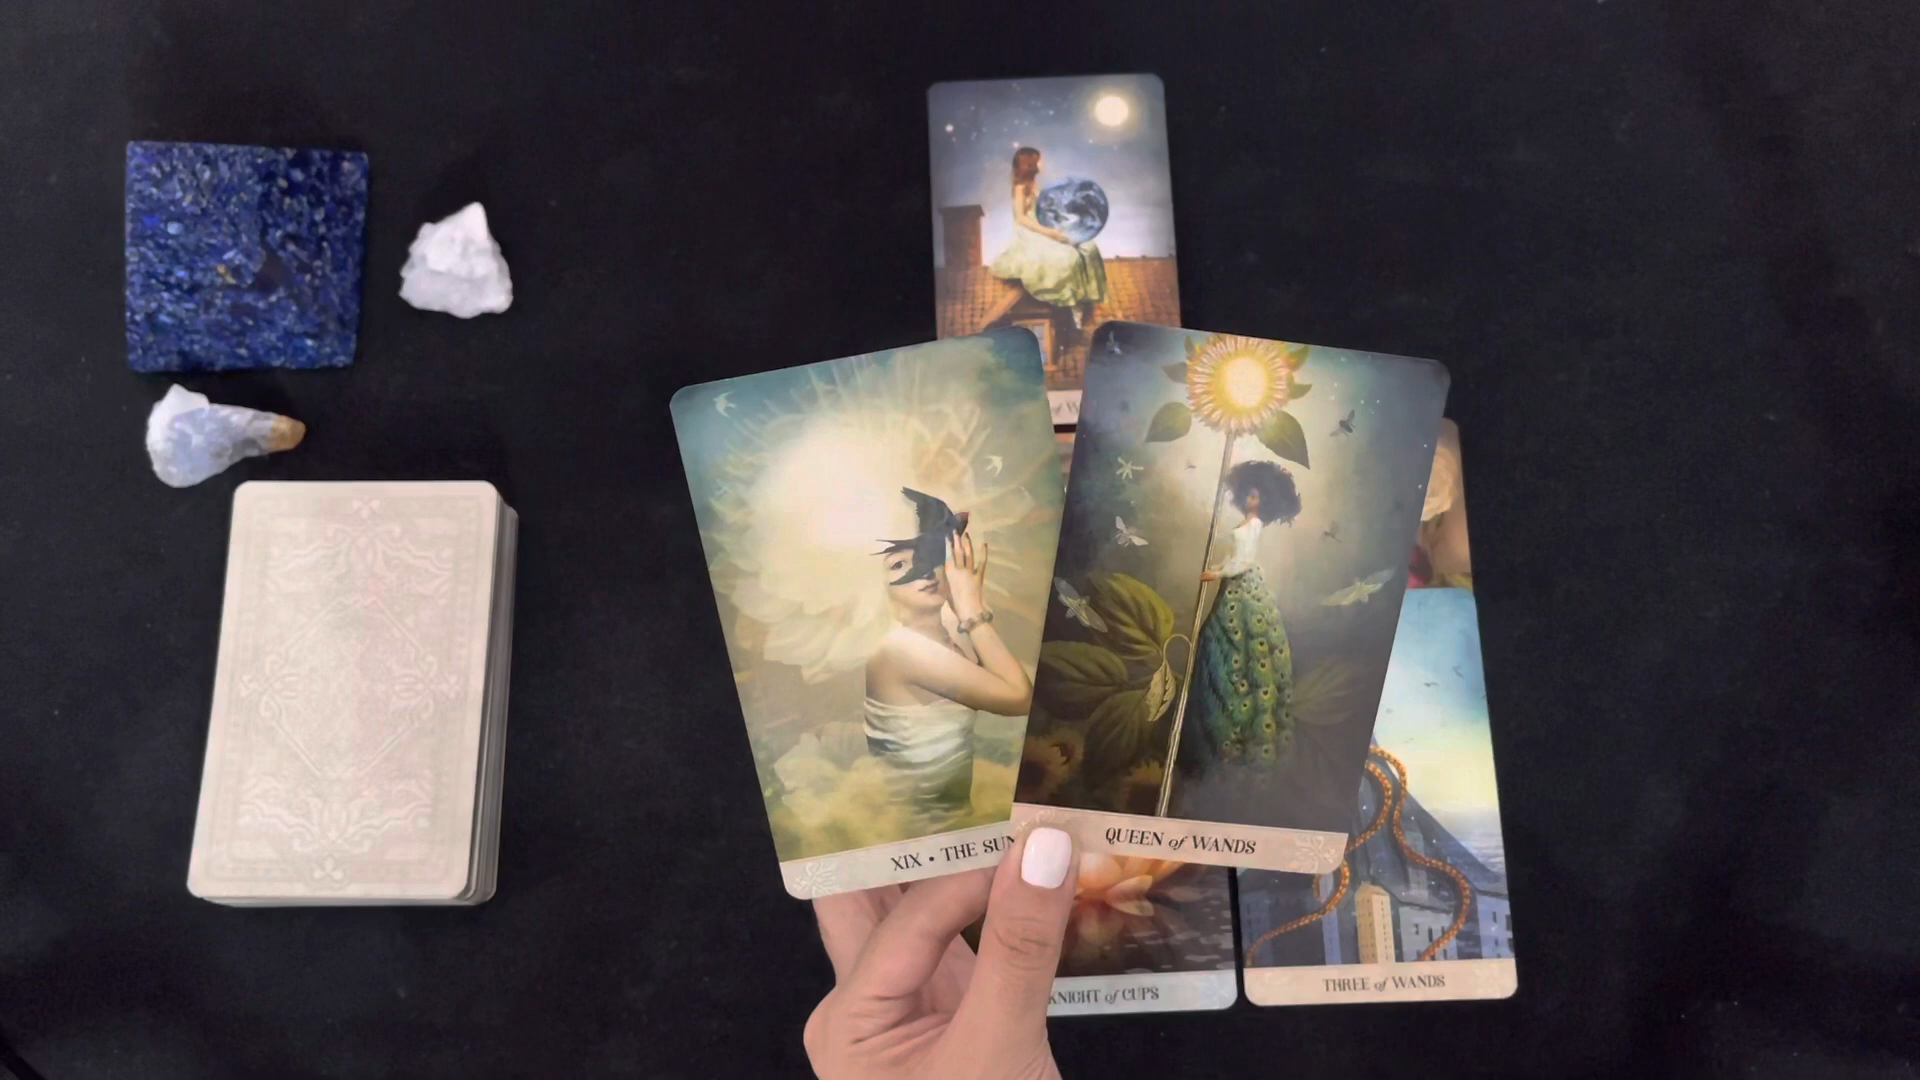 XIX • THE SUN
QUEEN of WANDS
KNIGHT of CUPS
THREE of WANDS